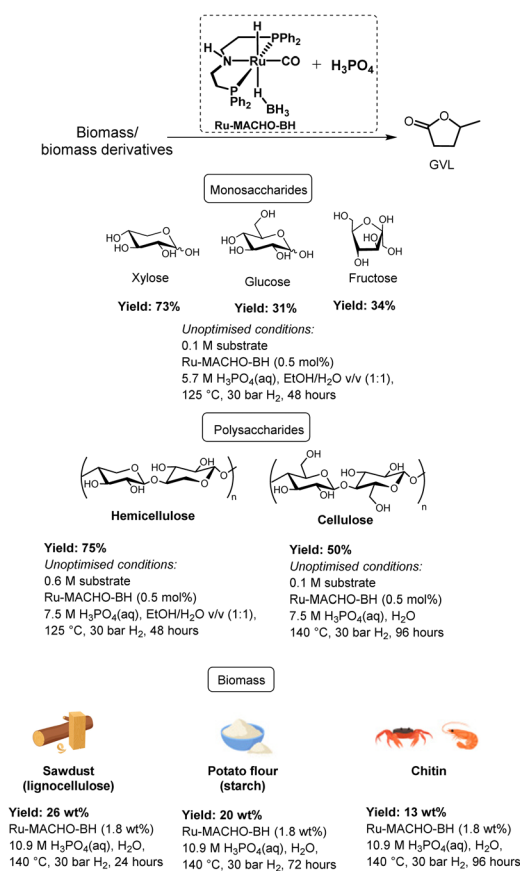 H
PPh2
H
N
Ru
CO
+ H3PO4
P
Ph2
H
BH3
Ru-MACHO-BH
Biomass/
biomass derivatives
O
O
GVL
Monosaccharides
HO
HO
O
OH
OH
Xylose
OH
HO
HO
O
OH
OH
Glucose
HO
O
OH
HO
OH
OH
Fructose
Yield: 73%
Yield: 31%
Yield: 34%
Unoptimised conditions:
0.1 M substrate
Ru-MACHO-BH (0.5 mol%)
5.7 M H3PO4(aq), EtOH/H2O v/v (1:1),
125 °C, 30 bar H2, 48 hours
Polysaccharides
HO
O
OH
O
HO
OH
O
O
n
Hemicellulose
OH
HO
O
OH
O
HO
OH
O
OH
O
n
Cellulose
Yield: 75%
Unoptimised conditions:
0.6 M substrate
Ru-MACHO-BH (0.5 mol%)
7.5 M H3PO4(aq), EtOH/H2O v/v (1:1),
125 °C, 30 bar H2, 48 hours
Yield: 50%
Unoptimised conditions:
0.1 M substrate
Ru-MACHO-BH (0.5 mol%)
7.5 M H3PO4(aq), H2O
140 °C, 30 bar H2, 96 hours
Biomass
Sawdust
(lignocellulose)
Yield: 26 wt%
Ru-MACHO-BH (1.8 wt%)
10.9 M H3PO4(aq), H2O,
140 °C, 30 bar H2, 24 hours
Potato flour
(starch)
Yield: 20 wt%
Ru-MACHO-BH (1.8 wt%)
10.9 M H3PO4(aq), H2O,
140 °C, 30 bar H2, 72 hours
Chitin
Yield: 13 wt%
Ru-MACHO-BH (1.8 wt%)
10.9 M H3PO4(aq), H2O,
140 °C, 30 bar H2, 96 hours